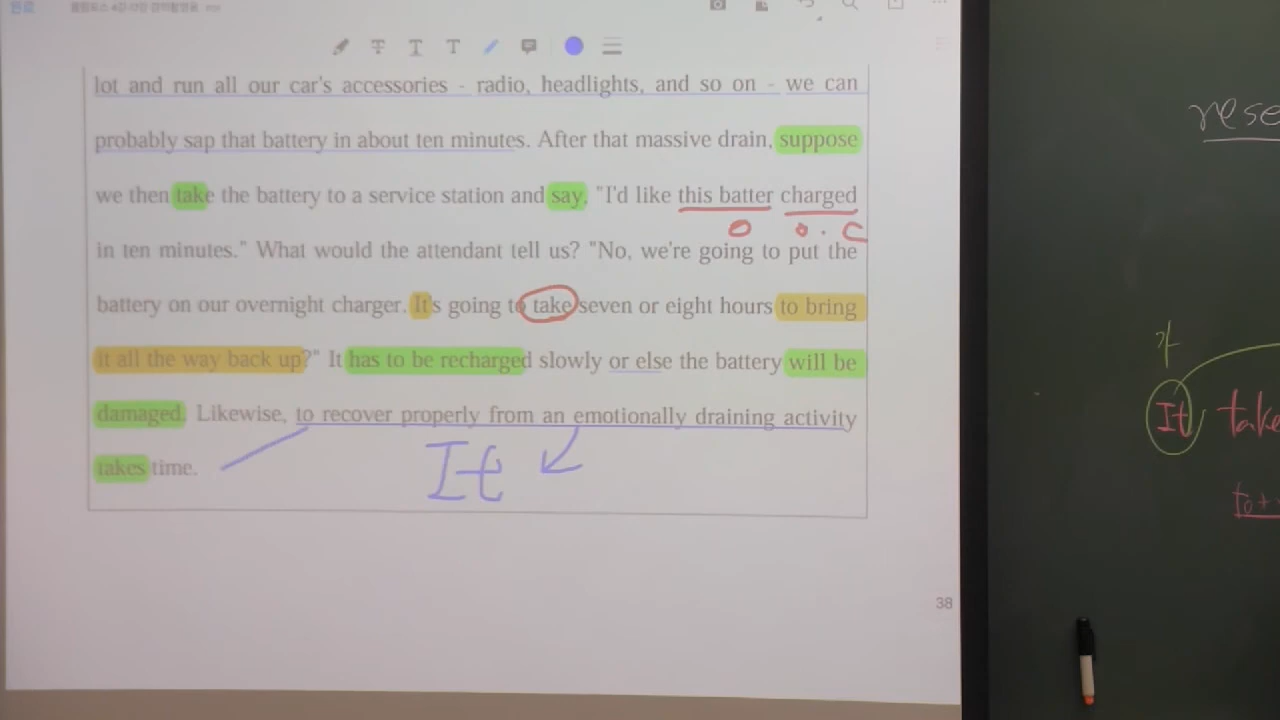 완료
lot and run all our car's accessories - radio, headlights, and so on - we can
probably sap that battery in about ten minutes. After that massive drain, suppose
we then take the battery to a service station and say, "I'd like this batter charged
O O.C
in ten minutes." What would the attendant tell us? "No, we're going to put the
battery on our overnight charger. It's going to take seven or eight hours to bring
it all the way back up?" It has to be recharged slowly or else the battery will be
damaged. Likewise, to recover properly from an emotionally draining activity
takes time.
It
38
rese
It take
to+